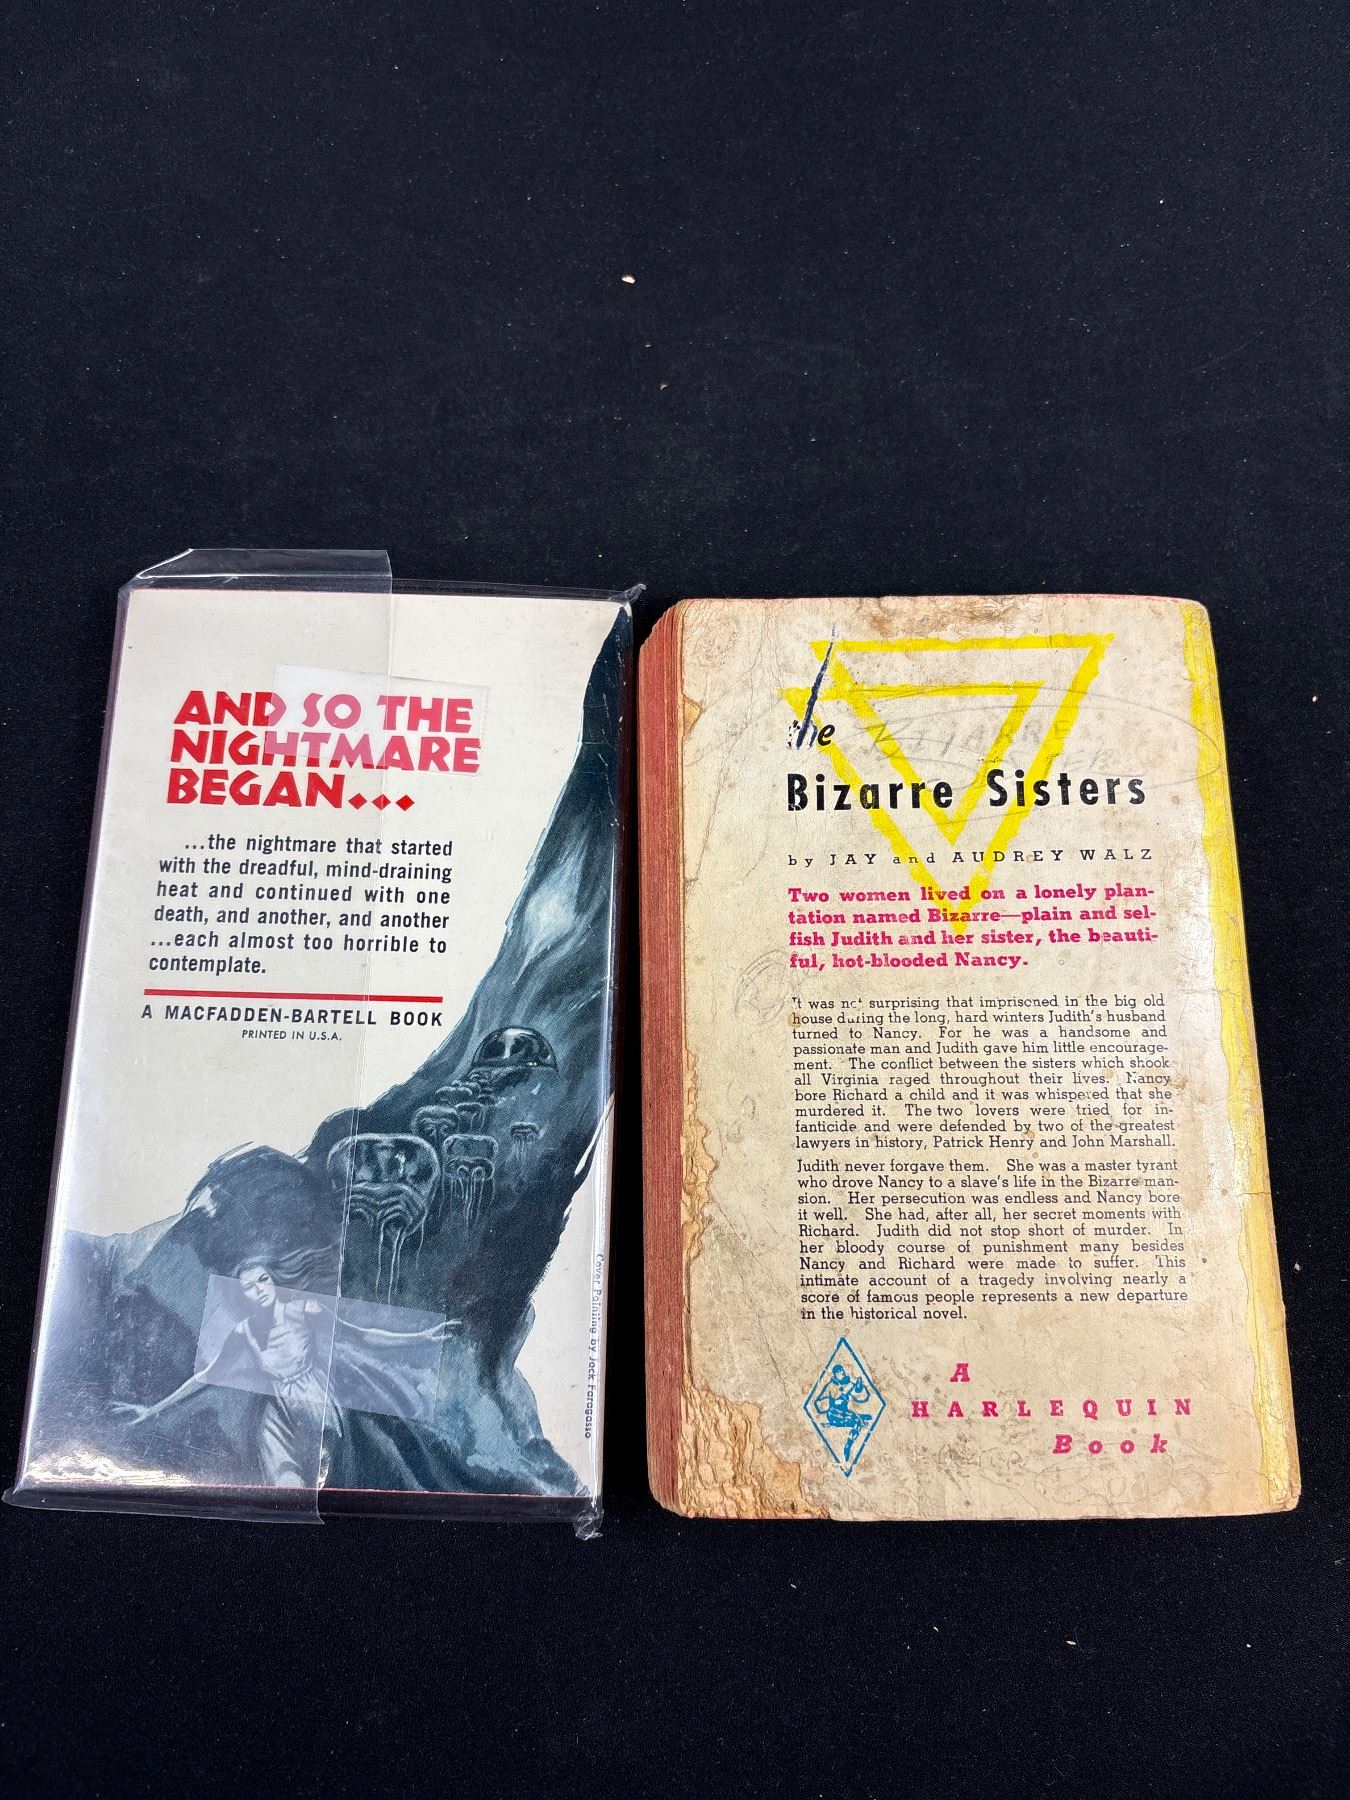 AND SO THE
NIGHTMARE
BEGAN...
...the nightmare that started
with the dreadful, mind-draining
heat and continued with one
death, and another, and another
...each almost too horrible to
contemplate.
A MACFADDEN-BARTELL BOOK
PRINTED IN U.S.A.
Cover Painting by Jack Faragasso
the
Bizarre Sisters
by JAY and AUDREY WALZ
Two women lived on a lonely plan-
tation named Bizarre—plain and sel-
fish Judith and her sister, the beauti-
ful, hot-blooded Nancy.
It was not surprising that imprisoned in the big old
house during the long, hard winters Judith's husband
turned to Nancy. For he was a handsome and
passionate man and Judith gave him little encourage-
ment. The conflict between the sisters which shook
all Virginia raged throughout their lives. Nancy
bore Richard a child and it was whispered that she
murdered it. The two lovers were tried for in-
fanticide and were defended by two of the greatest
lawyers in history, Patrick Henry and John Marshall.
Judith never forgave them. She was a master tyrant
who drove Nancy to a slave's life in the Bizarre man-
sion. Her persecution was endless and Nancy bore
it well. She had, after all, her secret moments with
Richard. Judith did not stop short of murder. In
her bloody course of punishment many besides
Nancy and Richard were made to suffer. This
intimate account of a tragedy involving nearly a
score of famous people represents a new departure
in the historical novel.
A
HARLEQUIN
Book